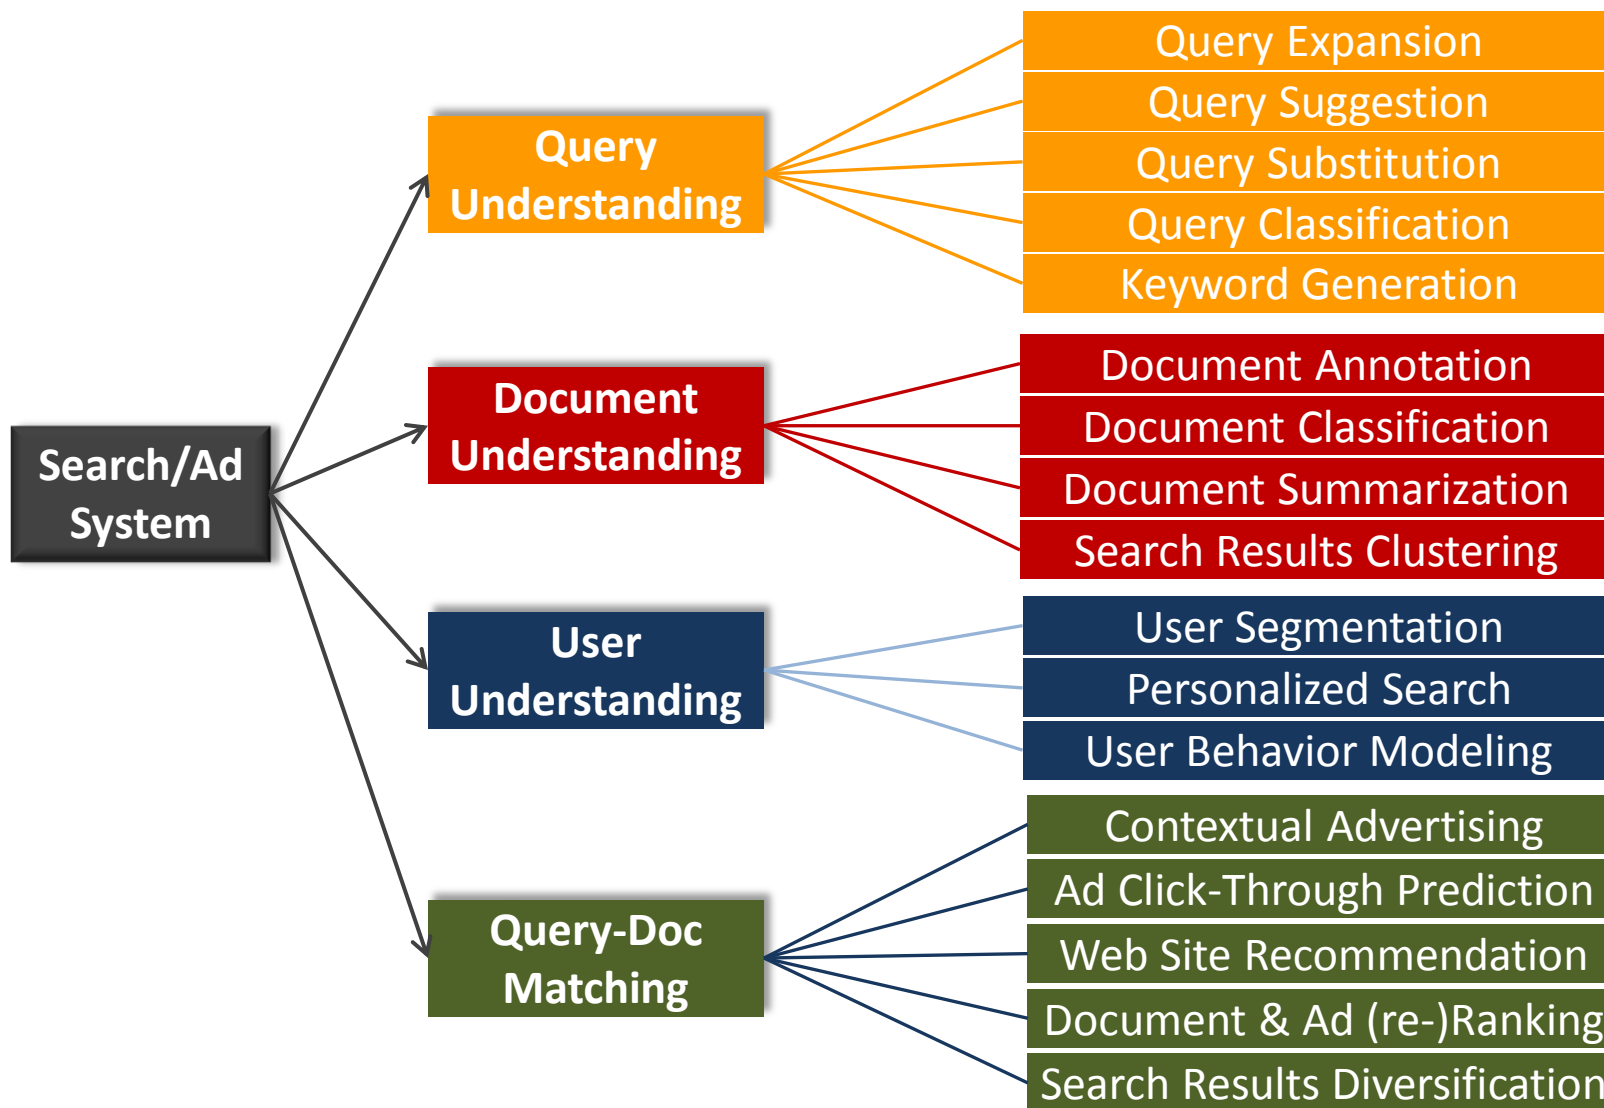 Search/Ad
System
Query
Understanding
Query Expansion
Query Suggestion
Query Substitution
Query Classification
Keyword Generation
Document
Understanding
Document Annotation
Document Classification
Document Summarization
Search Results Clustering
User
Understanding
User Segmentation
Personalized Search
User Behavior Modeling
Query-Doc
Matching
Contextual Advertising
Ad Click-Through Prediction
Web Site Recommendation
Document & Ad (re-)Ranking
Search Results Diversification